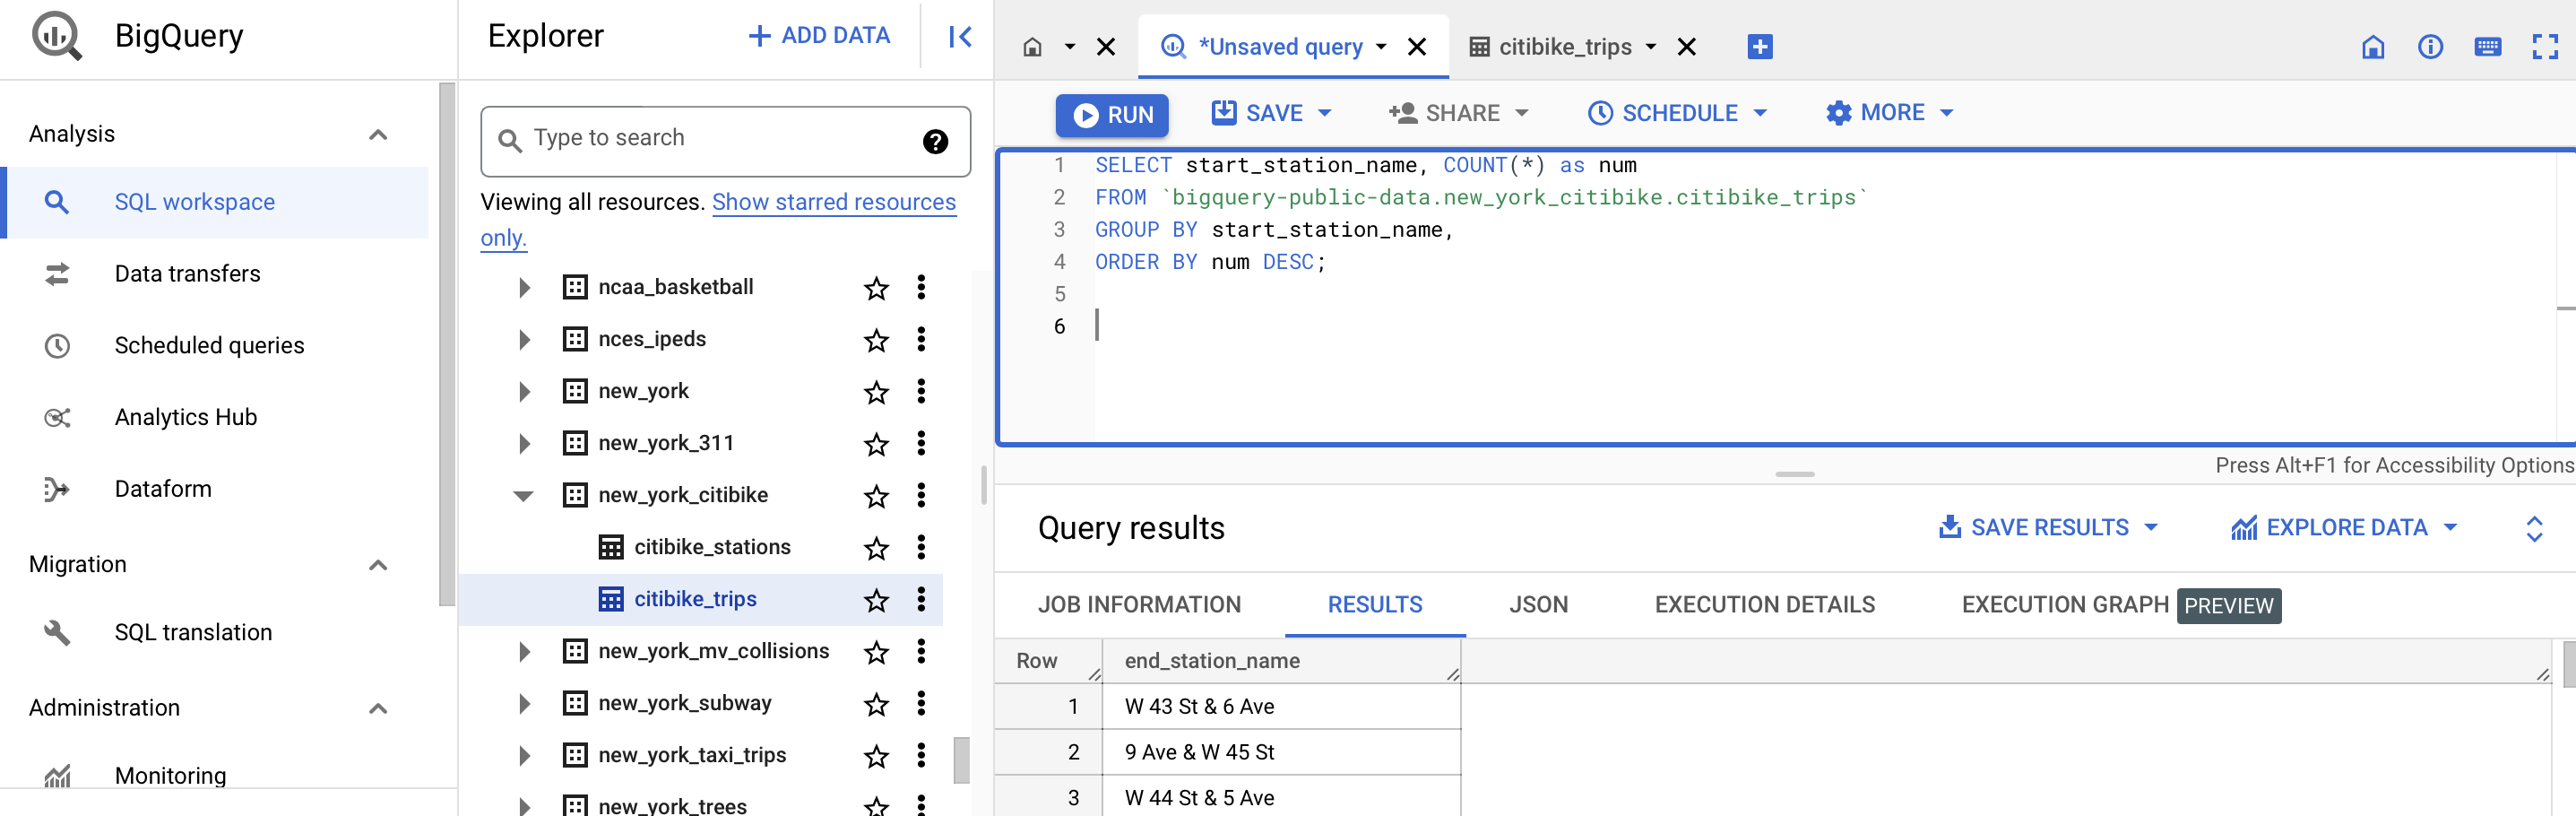 BigQuery
Analysis
SQL workspace
Data transfers
Scheduled queries
Analytics Hub
Dataform
Migration
SQL translation
Administration
Monitoring
Explorer
ADD DATA
Type to search
?
Viewing all resources. Show starred resources
only.
ncaa_basketball
nces_ipeds
new_york
new_york_311
new_york_citibike
citibike_stations
citibike_trips
new_york_mv_collisions
new_york_subway
new_york_taxi_trips
new_york_trees
*Unsaved query
citibike_trips
RUN
SAVE
SHARE
SCHEDULE
MORE
1 SELECT start_station_name, COUNT(*) as num
2 FROM `bigquery-public-data.new_york_citibike.citibike_trips`
3 GROUP BY start_station_name,
4 ORDER BY num DESC;
5
6
Press Alt+F1 for Accessibility Options
Query results
SAVE RESULTS
EXPLORE DATA
JOB INFORMATION
RESULTS
JSON
EXECUTION DETAILS
EXECUTION GRAPH PREVIEW
Row end_station_name
1 W 43 St & 6 Ave
2 9 Ave & W 45 St
3 W 44 St & 5 Ave